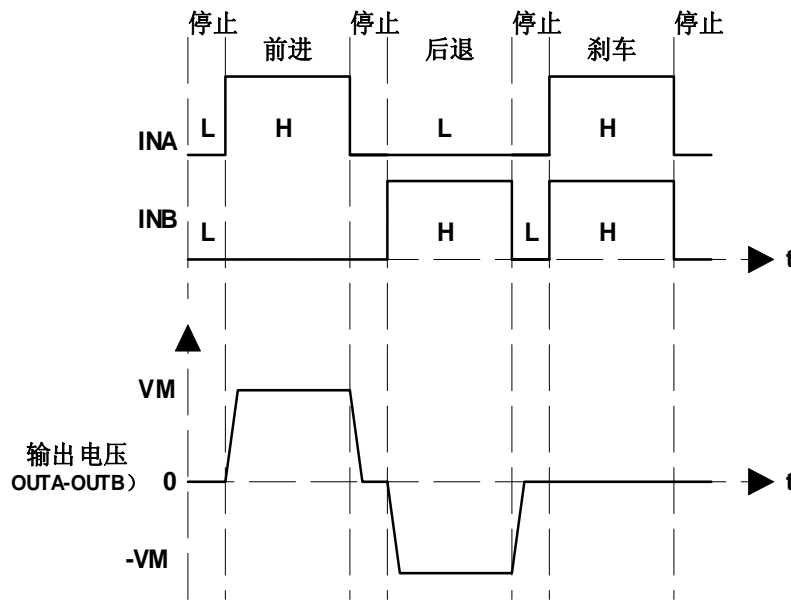 停止 停止 停止 停止
前进 后退 刹车
L H L H
INA
INB
L H L H
t
VM
输出电压
OUTA-OUTB）
0
t
-VM